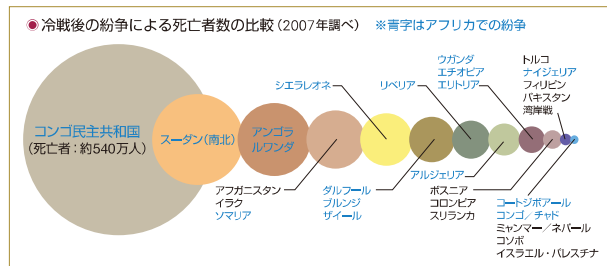 ◉ 冷戦後の紛争による死亡者数の比較(2007年調べ) ※青字はアフリカでの紛争
コンゴ民主共和国
(死亡者:約540万人)
スーダン(南北)
アンゴラ
ルワンダ
アフガニスタン
イラク
ソマリア
シエラレオネ
ダルフール
ブルンジ
ザイール
リベリア
アルジェリア
ウガンダ
エチオピア
エリトリア
ボスニア
コロンビア
スリランカ
トルコ
ナイジェリア
フィリピン
パキスタン
湾岸戦
コートジボアール
コンゴ/チャド
ミャンマー/ネパール
コソボ
イスラエル・パレスチナ